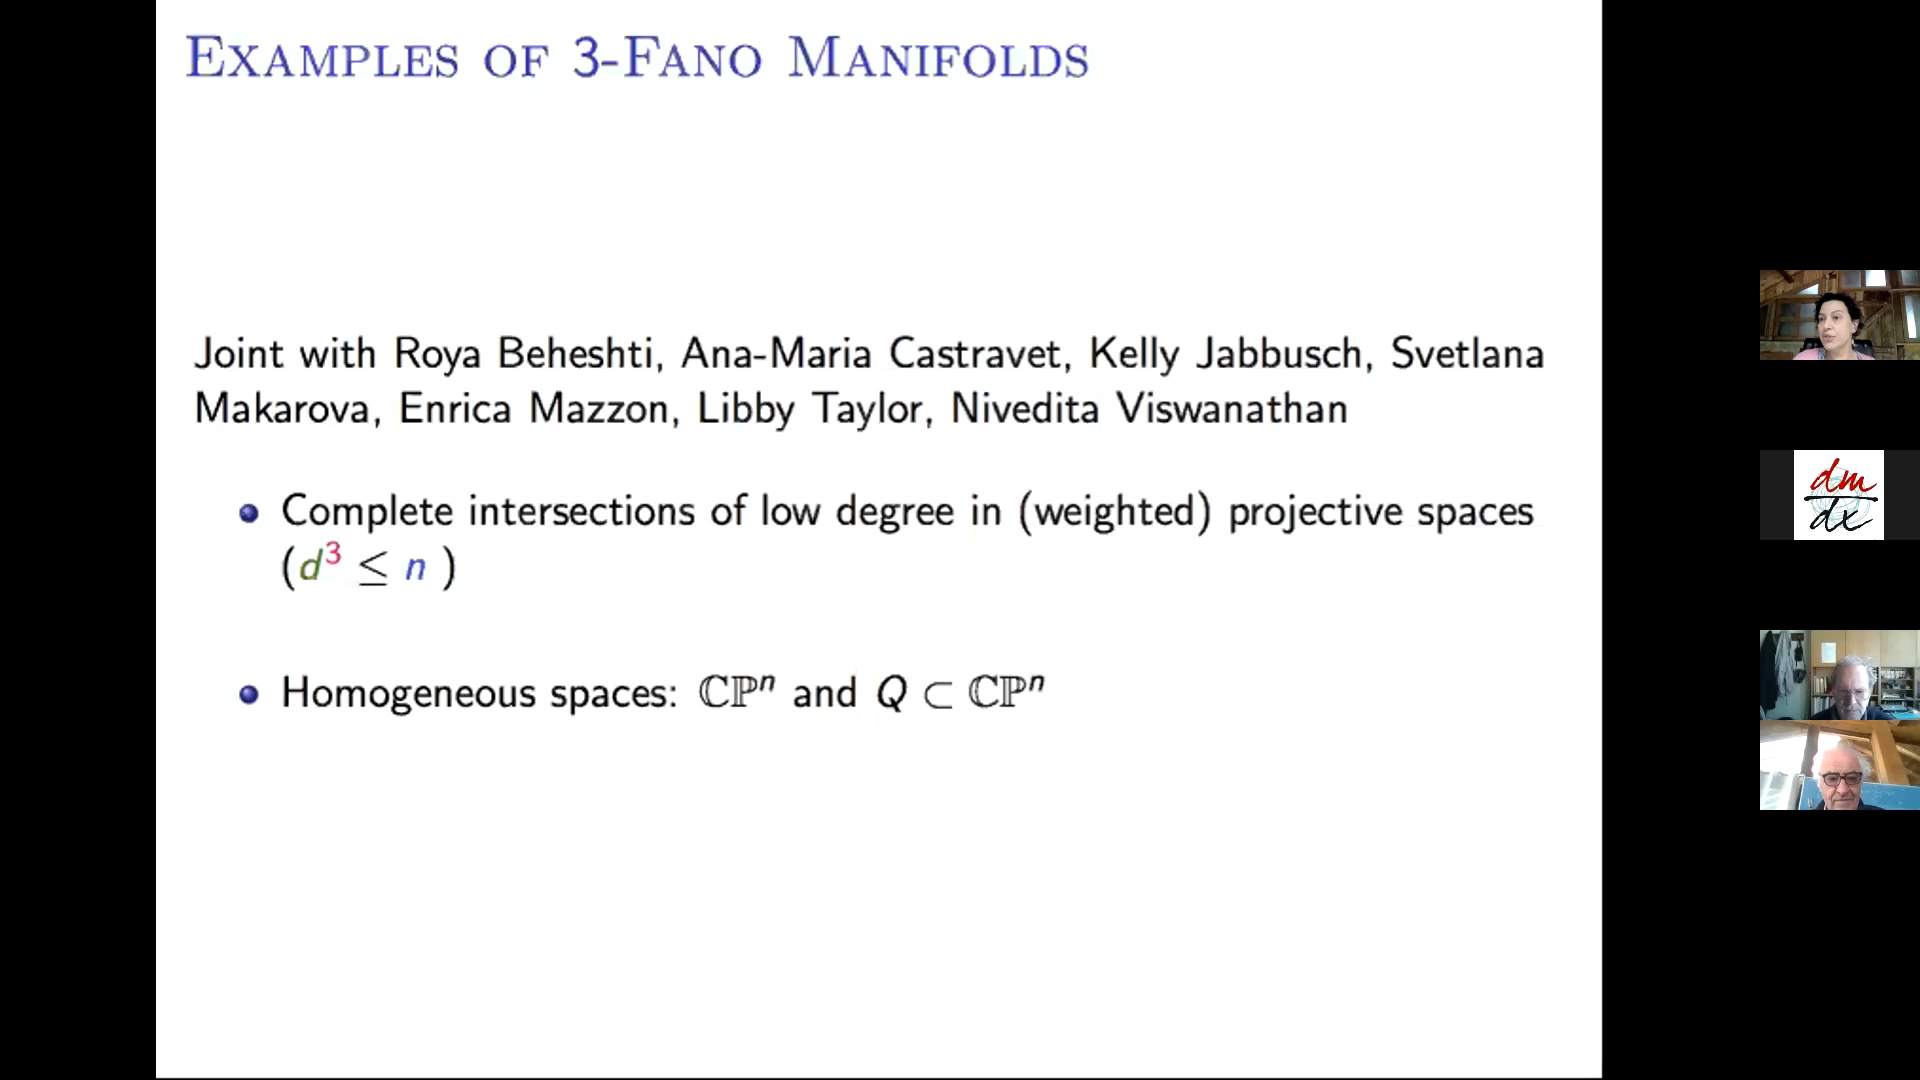 Examples of 3-Fano Manifolds
Joint with Roya Beheshti, Ana-Maria Castravet, Kelly Jabbusch, Svetlana
Makarova, Enrica Mazzon, Libby Taylor, Nivedita Viswanathan
Complete intersections of low degree in (weighted) projective spaces
(d³ ≤ n )
Homogeneous spaces: ℂℙⁿ and Q ⊂ ℂℙⁿ
dm
dx